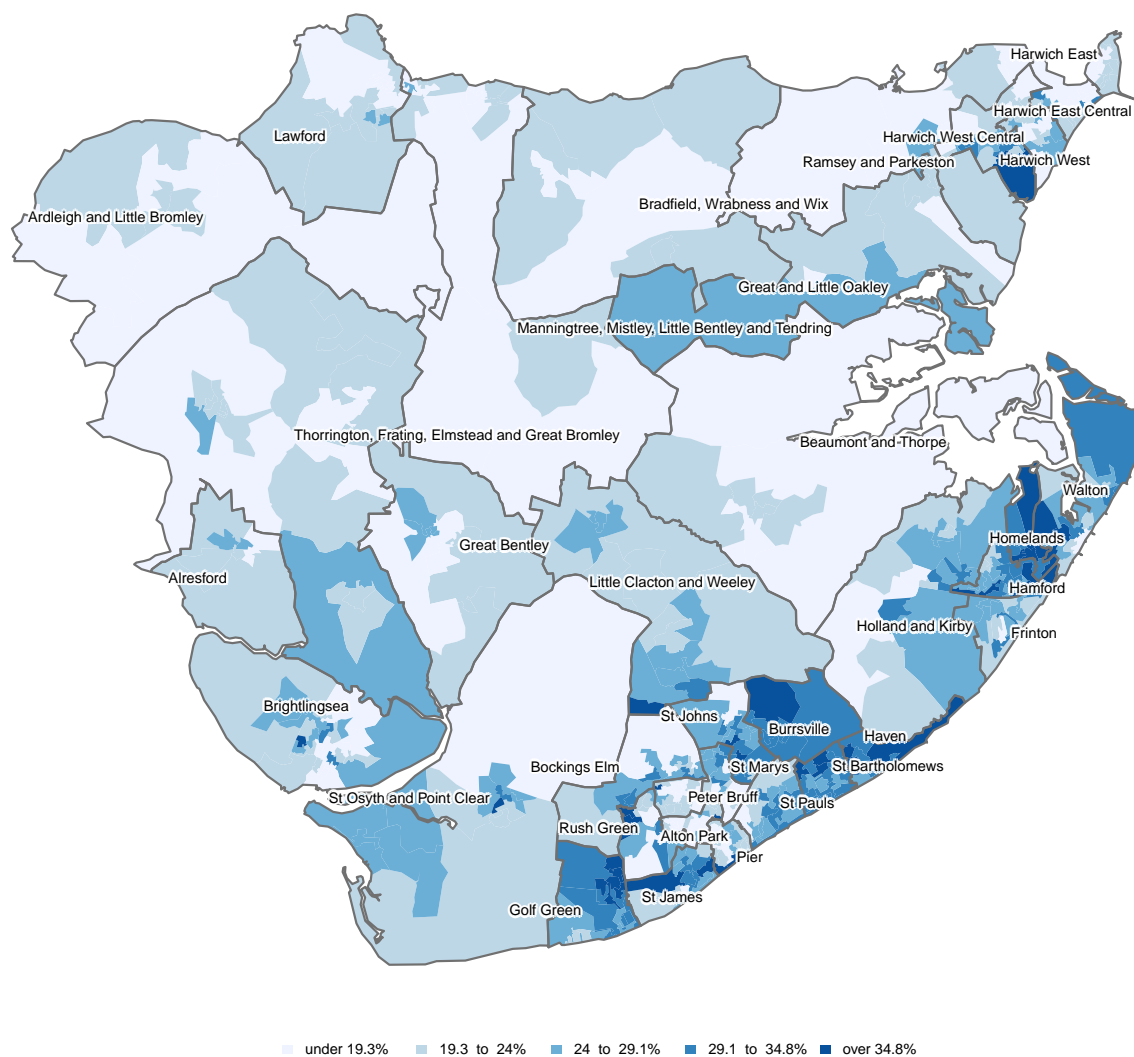 Harwich East
Harwich East Central
Lawford
Harwich West Central
Harwich West
Ramsey and Parkeston
Bradfield, Wrabness and Wix
Ardleigh and Little Bromley
Great and Little Oakley
Manningtree, Mistley, Little Bentley and Tendring
Thorrington, Frating, Elmstead and Great Bromley
Beaumont and Thorpe
Walton
Homelands
Great Bentley
Alresford
Little Clacton and Weeley
Hamford
Holland and Kirby
Frinton
Brightlingsea
St Johns
Burrsville
Haven
Bockings Elm
St Marys
St Bartholomews
St Osyth and Point Clear
Peter Bruff
St Pauls
Rush Green
Alton Park
Pier
St James
Golf Green
under 19.3% 19.3 to 24% 24 to 29.1% 29.1 to 34.8% over 34.8%